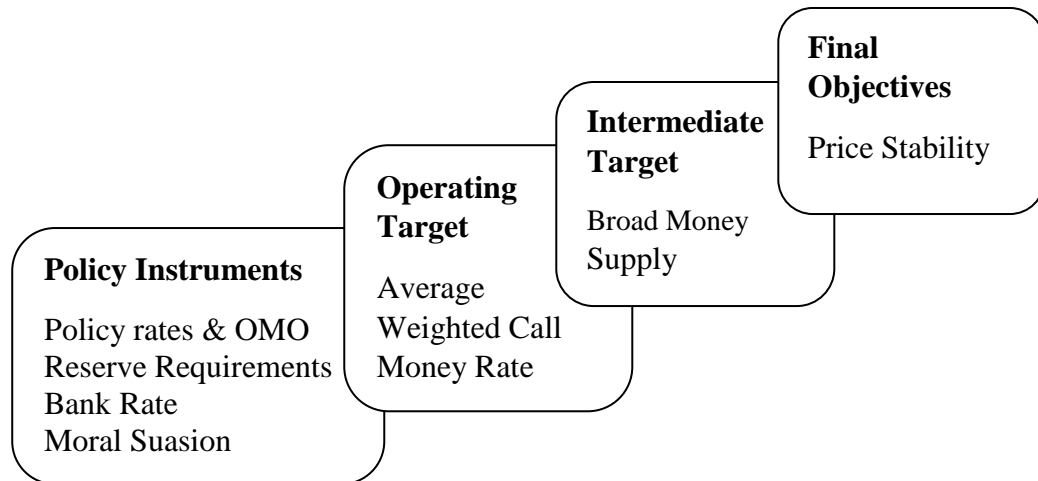 Policy Instruments
Policy rates & OMO
Reserve Requirements
Bank Rate
Moral Suasion
Operating
Target
Average
Weighted Call
Money Rate
Intermediate
Target
Broad Money
Supply
Final
Objectives
Price Stability